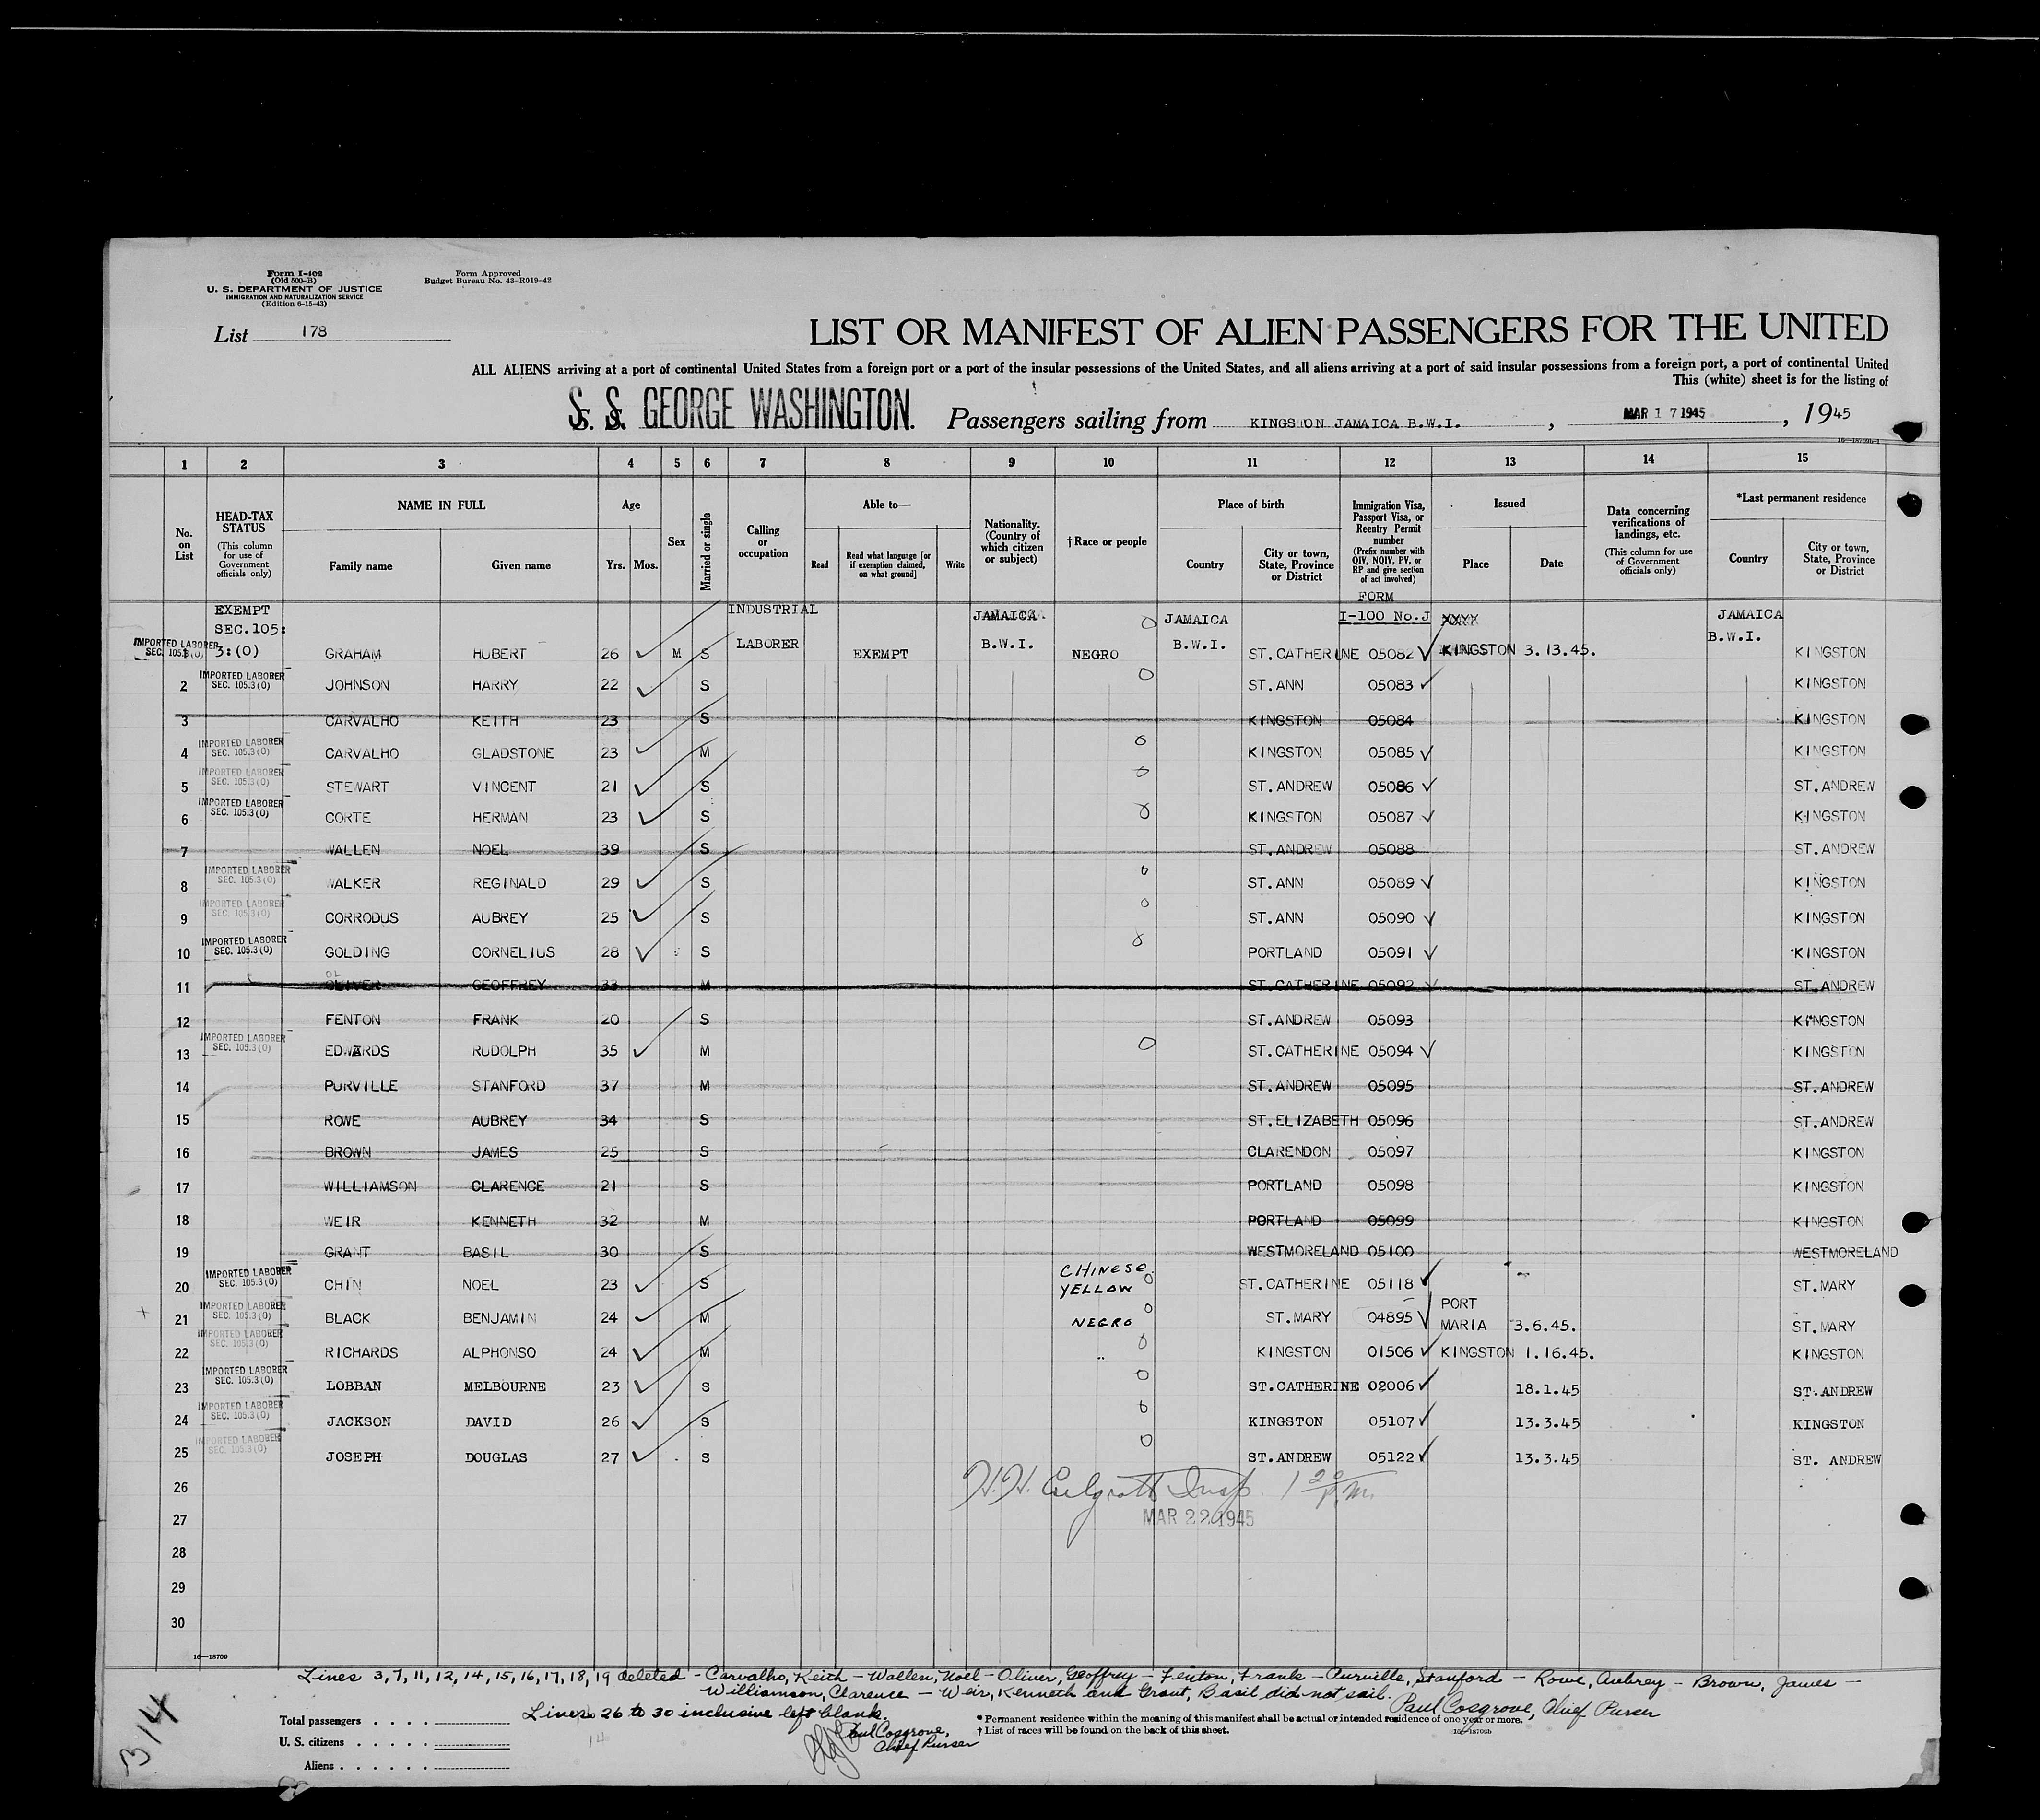 Form I-402
(Old 500-B)
U. S. DEPARTMENT OF JUSTICE
IMMIGRATION AND NATURALIZATION SERVICE
(Edition 6-15-43)
Form Approved
Budget Bureau No. 43-R019-42
List 178
LIST OR MANIFEST OF ALIEN PASSENGERS FOR THE UNITED
ALL ALIENS arriving at a port of continental United States from a foreign port or a port of the insular possessions of the United States, and all aliens arriving at a port of said insular possessions from a foreign port, a port of continental United
This (white) sheet is for the listing of
S. S. GEORGE WASHINGTON. Passengers sailing from KINGSTON JAMAICA B.W.I. , MAR 17 1945 , 1945
1 2 3 4 5 6 7 8 9 10 11 12 13 14 15
No. on List
HEAD-TAX STATUS (This column for use of Government officials only)
NAME IN FULL Family name Given name
Age Yrs. Mos.
Sex
Married or single
Calling or occupation
Able to— Read Read what language [or if exemption claimed, on what ground] Write
Nationality. (Country of which citizen or subject)
†Race or people
Place of birth Country City or town, State, Province or District
Immigration Visa, Passport Visa, or Reentry Permit number (Prefix number with QIV, NQIV, PV, or RP and give section of act involved)
Issued Place Date
Data concerning verifications of landings, etc. (This column for use of Government officials only)
*Last permanent residence Country City or town, State, Province or District
FORM
EXEMPT INDUSTRIAL JAMAICA JAMAICA I-100 No.J XXXX JAMAICA
SEC.105: LABORER B.W.I. B.W.I. B.W.I.
IMPORTED LABORER SEC. 105.3(0) 3:(0) GRAHAM HUBERT 26 M S EXEMPT NEGRO ST.CATHERINE 05082 KINGSTON 3.13.45. KINGSTON
2 IMPORTED LABORER SEC. 105.3(0) JOHNSON HARRY 22 S ST.ANN 05083 KINGSTON
3 CARVALHO KEITH 23 S KINGSTON 05084 KINGSTON
4 IMPORTED LABORER SEC. 105.3(0) CARVALHO GLADSTONE 23 M KINGSTON 05085 KINGSTON
5 IMPORTED LABORER SEC. 105.3(0) STEWART VINCENT 21 S ST.ANDREW 05086 ST.ANDREW
6 IMPORTED LABORER SEC. 105.3(0) CORTE HERMAN 23 S KINGSTON 05087 KINGSTON
7 WALLEN NOEL 39 S ST.ANDREW 05088 ST.ANDREW
8 IMPORTED LABORER SEC. 105.3(0) WALKER REGINALD 29 S ST.ANN 05089 KINGSTON
9 IMPORTED LABORER SEC. 105.3(0) CORRODUS AUBREY 25 S ST.ANN 05090 KINGSTON
10 IMPORTED LABORER SEC. 105.3(0) GOLDING CORNELIUS 28 S PORTLAND 05091 KINGSTON
11 OLIVER GEOFFREY 33 M ST.CATHERINE 05092 ST.ANDREW
12 FENTON FRANK 20 S ST.ANDREW 05093 KINGSTON
13 IMPORTED LABORER SEC. 105.3(0) EDWARDS RUDOLPH 35 M ST.CATHERINE 05094 KINGSTON
14 PURVILLE STANFORD 37 M ST.ANDREW 05095 ST.ANDREW
15 ROWE AUBREY 34 S ST.ELIZABETH 05096 ST.ANDREW
16 BROWN JAMES 25 S CLARENDON 05097 KINGSTON
17 WILLIAMSON CLARENCE 21 S PORTLAND 05098 KINGSTON
18 WEIR KENNETH 32 M PORTLAND 05099 KINGSTON
19 GRANT BASIL 30 S WESTMORELAND 05100 WESTMORELAND
20 IMPORTED LABORER SEC. 105.3(0) CHIN NOEL 23 S CHINESE YELLOW ST.CATHERINE 05118 ST.MARY
21 IMPORTED LABORER SEC. 105.3(0) BLACK BENJAMIN 24 M NEGRO ST.MARY 04895 PORT MARIA 3.6.45. ST.MARY
22 IMPORTED LABORER SEC. 105.3(0) RICHARDS ALPHONSO 24 M " KINGSTON 01506 KINGSTON 1.16.45. KINGSTON
23 IMPORTED LABORER SEC. 105.3(0) LOBBAN MELBOURNE 23 S ST.CATHERINE 02006 18.1.45 ST.ANDREW
24 IMPORTED LABORER SEC. 105.3(0) JACKSON DAVID 26 S KINGSTON 05107 13.3.45 KINGSTON
25 IMPORTED LABORER SEC. 105.3(0) JOSEPH DOUGLAS 27 S ST.ANDREW 05122 13.3.45 ST. ANDREW
26 H.H. Insp. 1 20 P.M.
27 MAR 22 1945
28
29
30
16—18709
Lines 3,7,11,12,14,15,16,17,18,19 deleted - Carvalho, Keith - Wallen, Noel - Oliver, Geoffrey - Fenton, Frank - Purville, Stanford - Rowe, Aubrey - Brown, James -
Williamson, Clarence - Weir, Kenneth and Grant, Basil did not sail. Paul Cosgrove, Chief Purser
Lines 26 to 30 inclusive left blank.
Paul Cosgrove,
Chief Purser
Total passengers
U. S. citizens
Aliens
14
314
* Permanent residence within the meaning of this manifest shall be actual or intended residence of one year or more.
† List of races will be found on the back of this sheet.